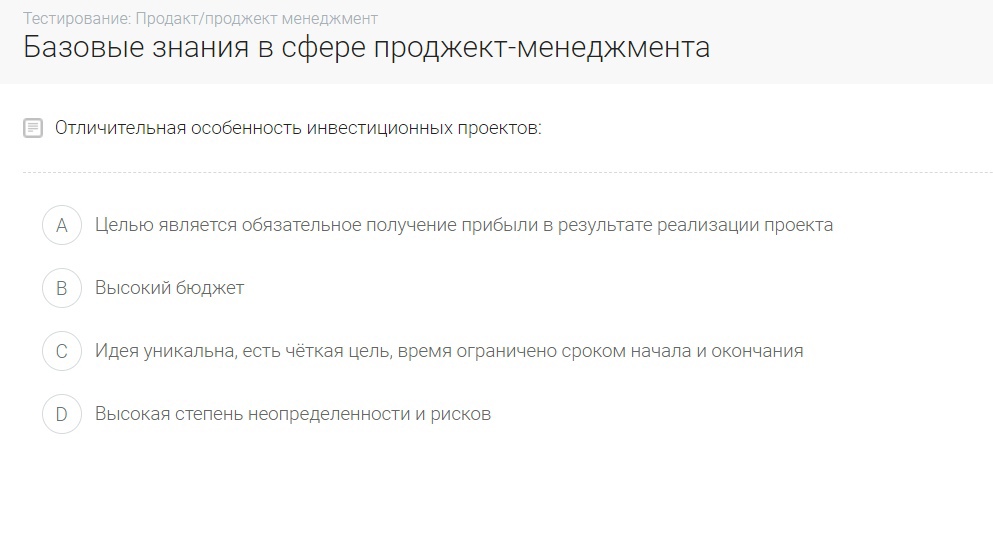 Тестирование: Продакт/проджект менеджмент
Базовые знания в сфере проджект-менеджмента
Отличительная особенность инвестиционных проектов:
A Целью является обязательное получение прибыли в результате реализации проекта
B Высокий бюджет
C Идея уникальна, есть чёткая цель, время ограничено сроком начала и окончания
D Высокая степень неопределенности и рисков